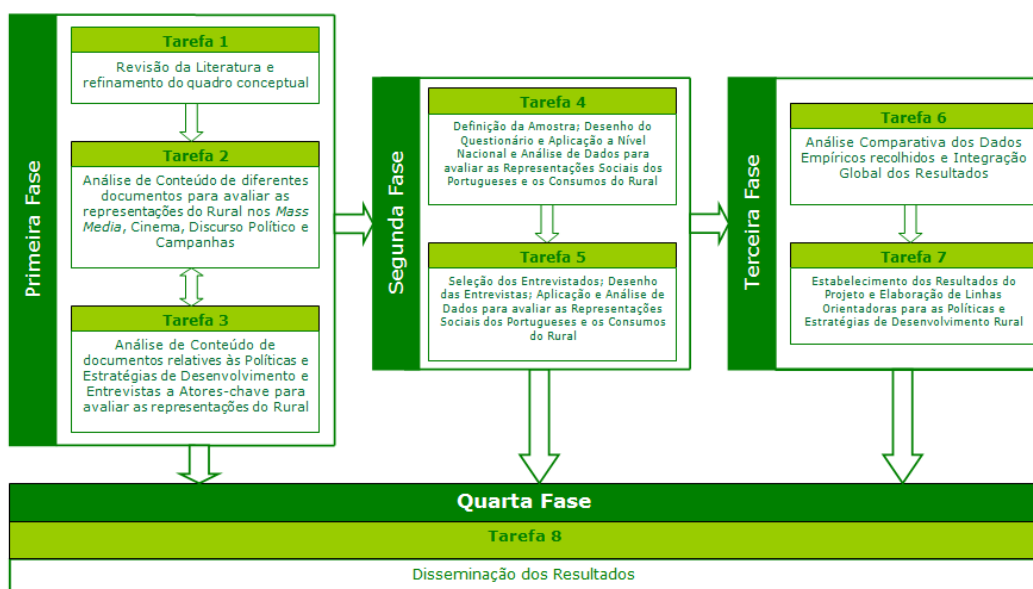 Primeira Fase
Tarefa 1
Revisão da Literatura e
refinamento do quadro conceptual
Tarefa 2
Análise de Conteúdo de diferentes
documentos para avaliar as
representações do Rural nos Mass
Media, Cinema, Discurso Político e
Campanhas
Tarefa 3
Análise de Conteúdo de
documentos relatives às Políticas e
Estratégias de Desenvolvimento e
Entrevistas a Atores-chave para
avaliar as representações do Rural
Segunda Fase
Tarefa 4
Definição da Amostra; Desenho do
Questionário e Aplicação a Nível
Nacional e Análise de Dados para
avaliar as Representações Sociais dos
Portugueses e os Consumos do Rural
Tarefa 5
Seleção dos Entrevistados; Desenho
das Entrevistas; Aplicação e Análise de
Dados para avaliar as Representações
Sociais dos Portugueses e os Consumos
do Rural
Terceira Fase
Tarefa 6
Análise Comparativa dos Dados
Empíricos recolhidos e Integração
Global dos Resultados
Tarefa 7
Estabelecimento dos Resultados do
Projeto e Elaboração de Linhas
Orientadoras para as Políticas e
Estratégias de Desenvolvimento Rural
Quarta Fase
Tarefa 8
Disseminação dos Resultados